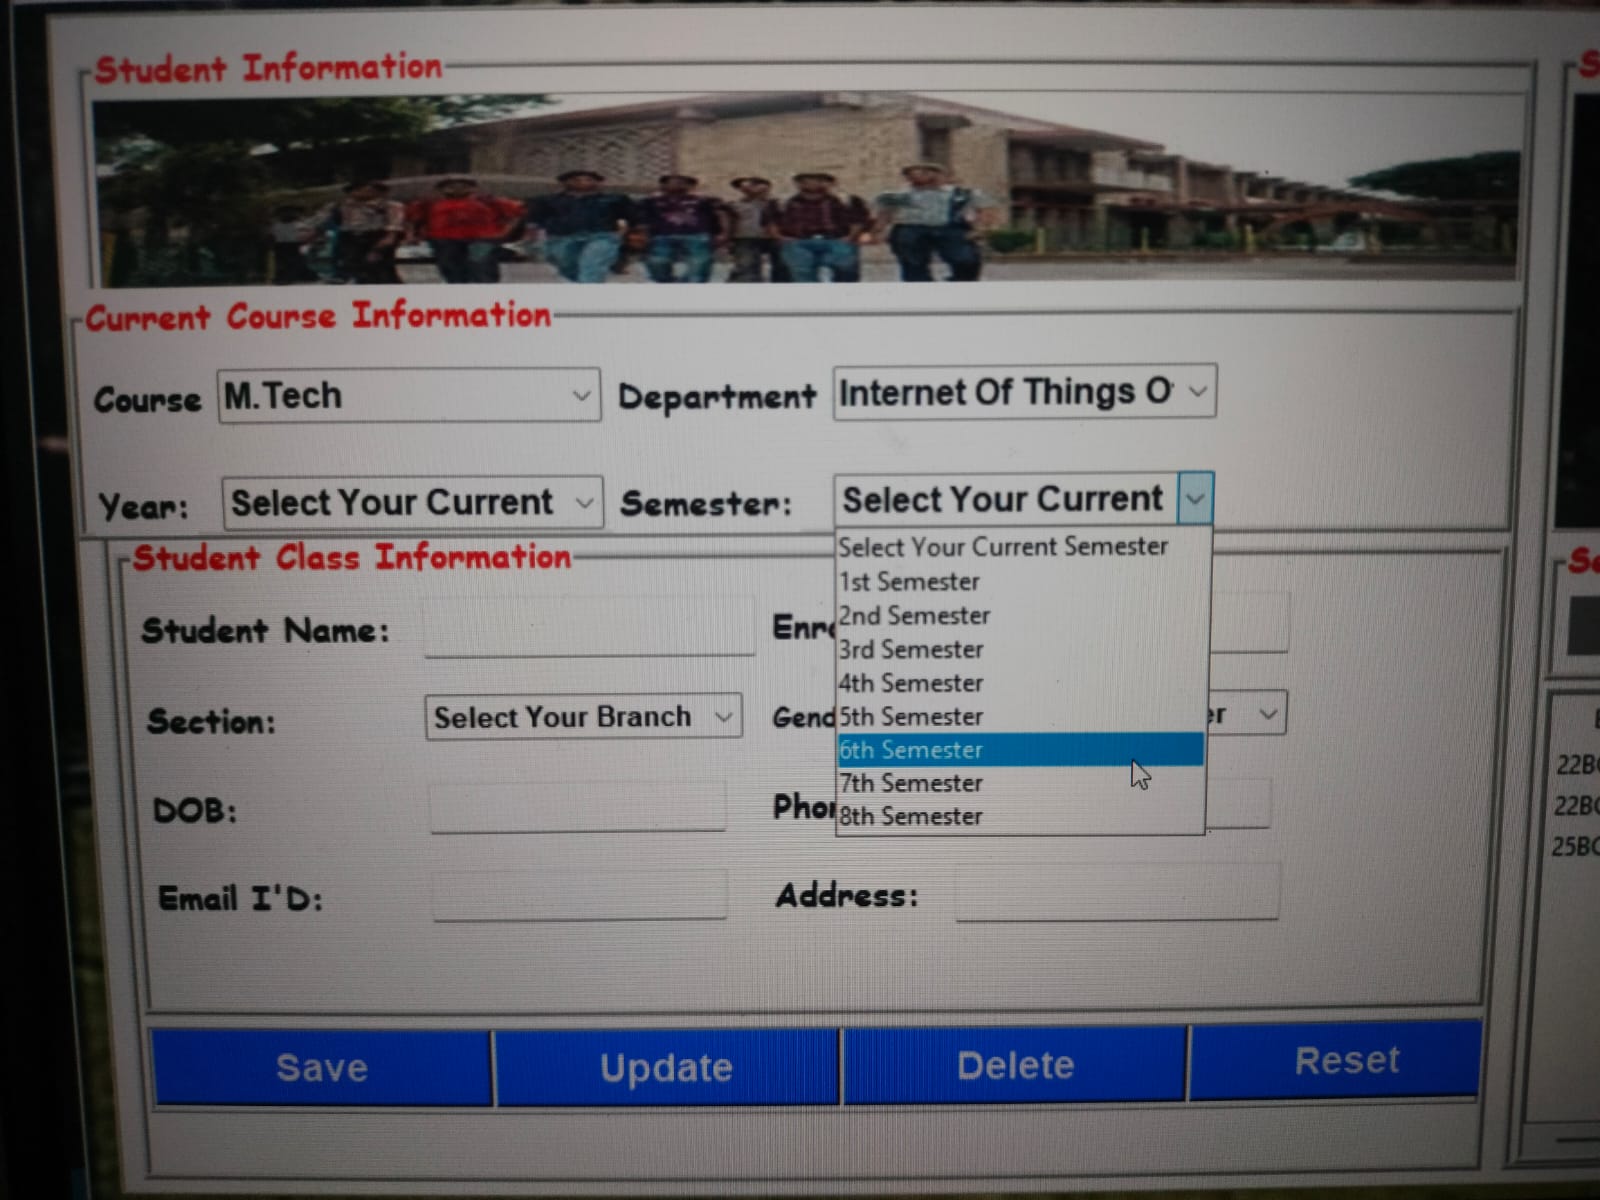 Student Information
Current Course Information
Course M.Tech Department Internet Of Things O
Year: Select Your Current Semester: Select Your Current
Select Your Current Semester
1st Semester
2nd Semester
3rd Semester
4th Semester
5th Semester
6th Semester
7th Semester
8th Semester
Student Class Information
Student Name: Enro
Section: Select Your Branch Gend er
DOB: Phon
Email I'D: Address:
Save Update Delete Reset
22B
22B
25B